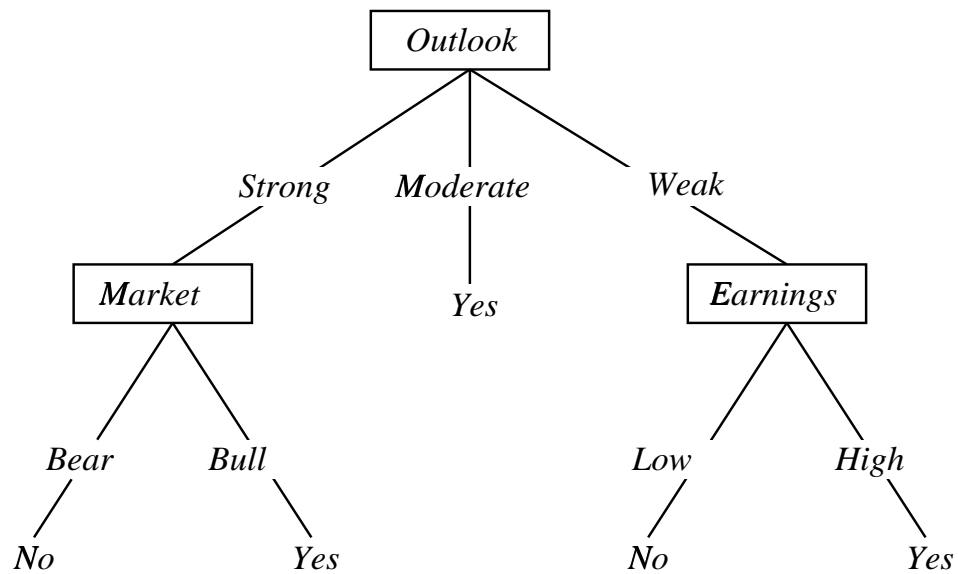 Outlook
Strong Moderate Weak
Market Yes Earnings
Bear Bull Low High
No Yes No Yes